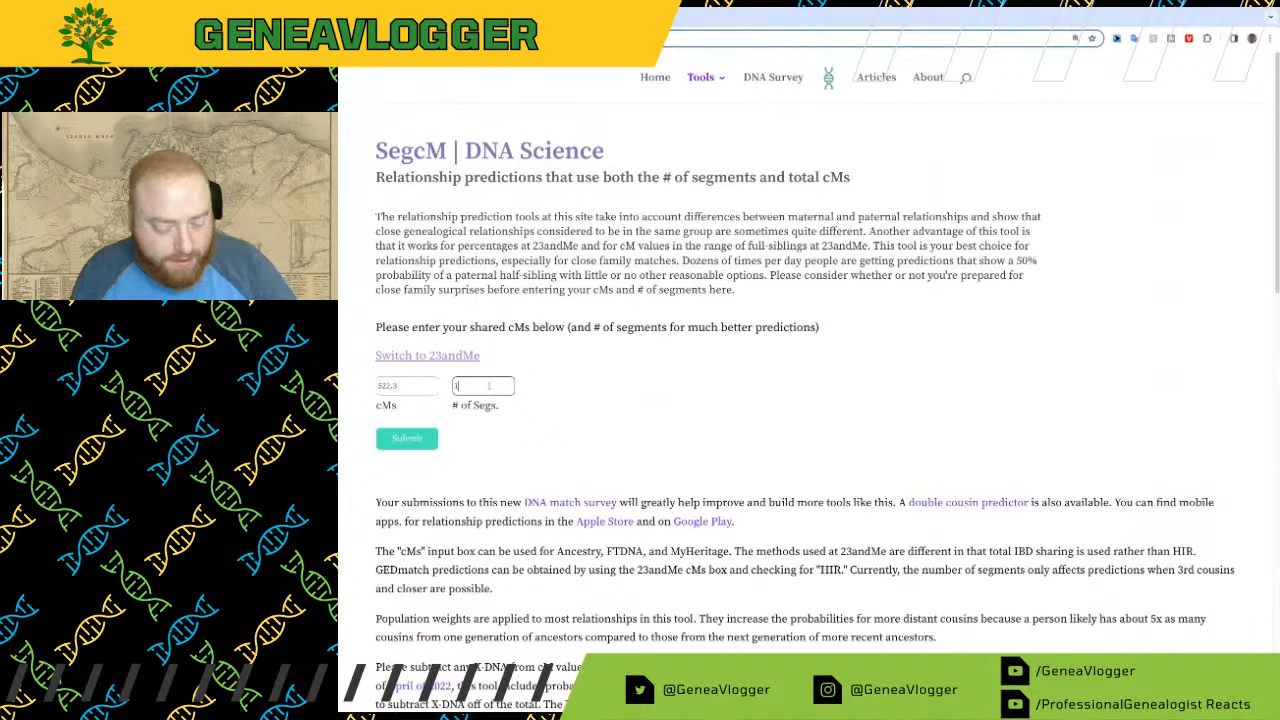 GENEAVLOGGER
Home Tools DNA Survey Articles About
SegcM | DNA Science
Relationship predictions that use both the # of segments and total cMs
The relationship prediction tools at this site take into account differences between maternal and paternal relationships and show that
close genealogical relationships considered to be in the same group are sometimes quite different. Another advantage of this tool is
that it works for percentages at 23andMe and for cM values in the range of full-siblings at 23andMe. This tool is your best choice for
relationship predictions, especially for close family matches. Dozens of times per day people are getting predictions that show a 50%
probability of a paternal half-sibling with little or no other reasonable options. Please consider whether or not you're prepared for
close family surprises before entering your cMs and # of segments here.
Please enter your shared cMs below (and # of segments for much better predictions)
Switch to 23andMe
522.3 1
cMs # of Segs.
Submit
Your submissions to this new DNA match survey will greatly help improve and build more tools like this. A double cousin predictor is also available. You can find mobile
apps. for relationship predictions in the Apple Store and on Google Play.
The "cMs" input box can be used for Ancestry, FTDNA, and MyHeritage. The methods used at 23andMe are different in that total IBD sharing is used rather than HIR.
GEDmatch predictions can be obtained by using the 23andMe cMs box and checking for "HIR." Currently, the number of segments only affects predictions when 3rd cousins
and closer are possible.
Population weights are applied to most relationships in this tool. They increase the probabilities for more distant cousins because a person likely has about 5x as many
cousins from one generation of ancestors compared to those from the next generation of more recent ancestors.
Please subtract any X-DNA from cM value
of April of 2022, this tool includes proba
to subtract X-DNA off of the total. The
@GeneaVlogger @GeneaVlogger /GeneaVlogger
/ProfessionalGenealogist Reacts